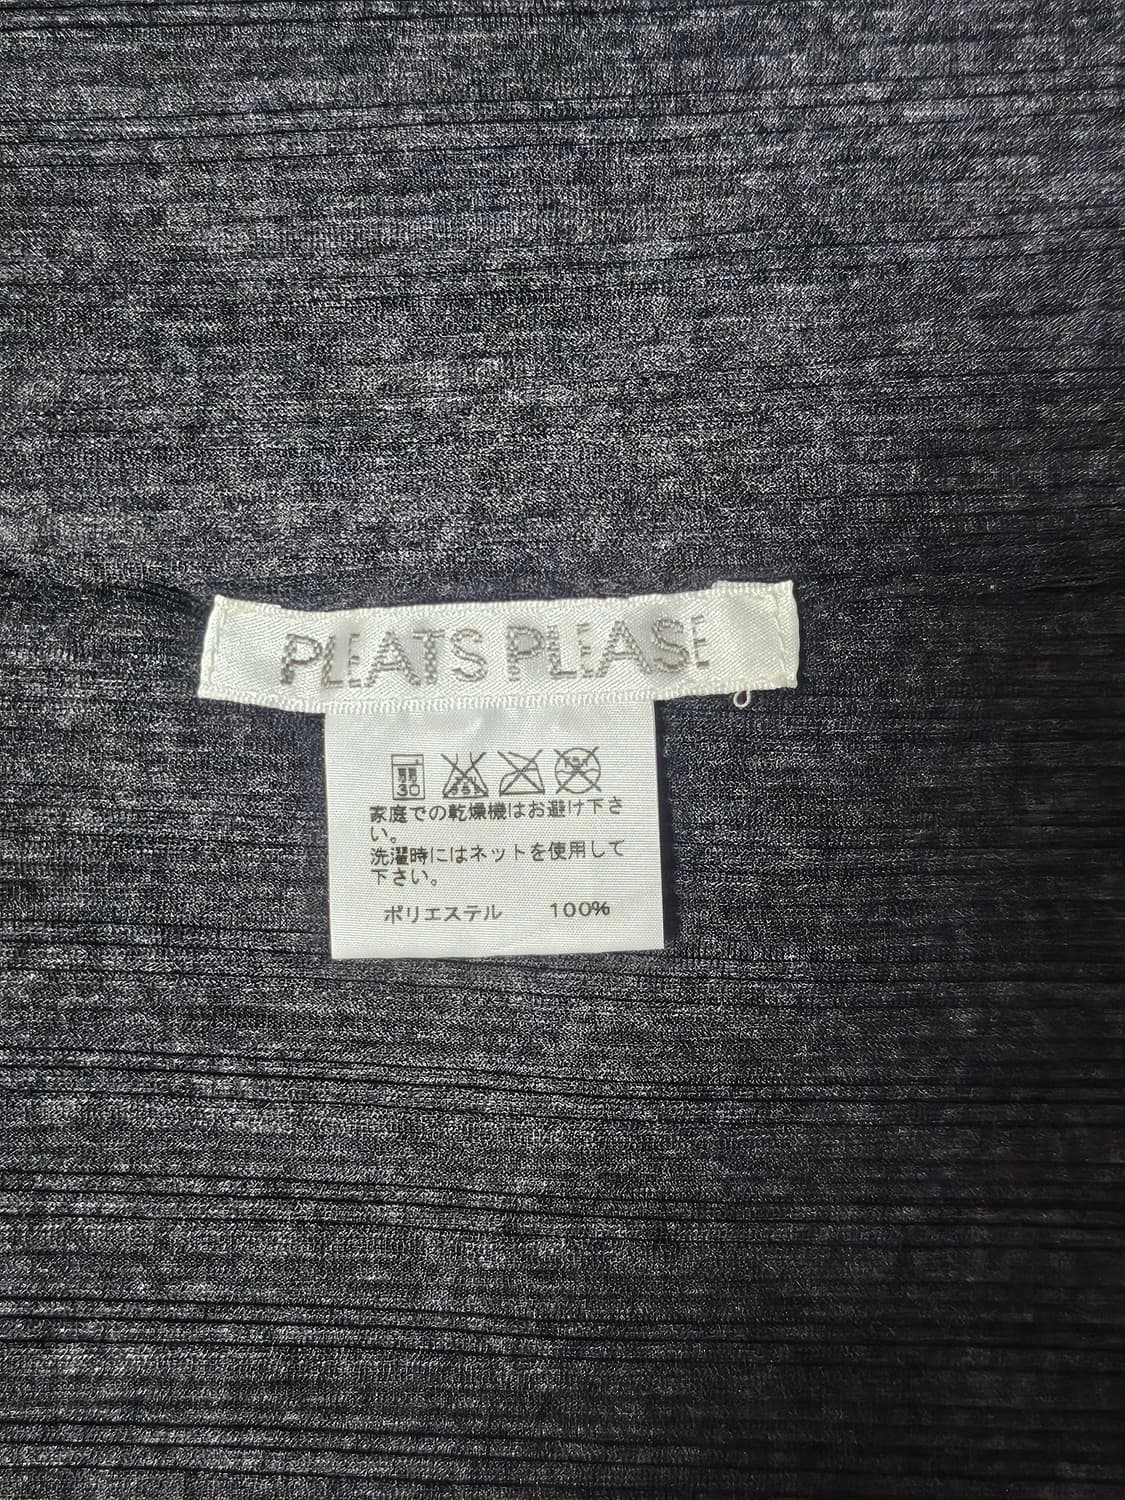 PLEATS PLEASE
30
家庭での乾燥機はお避け下さ
い。
洗濯時にはネットを使用して
下さい。
ポリエステル 100%